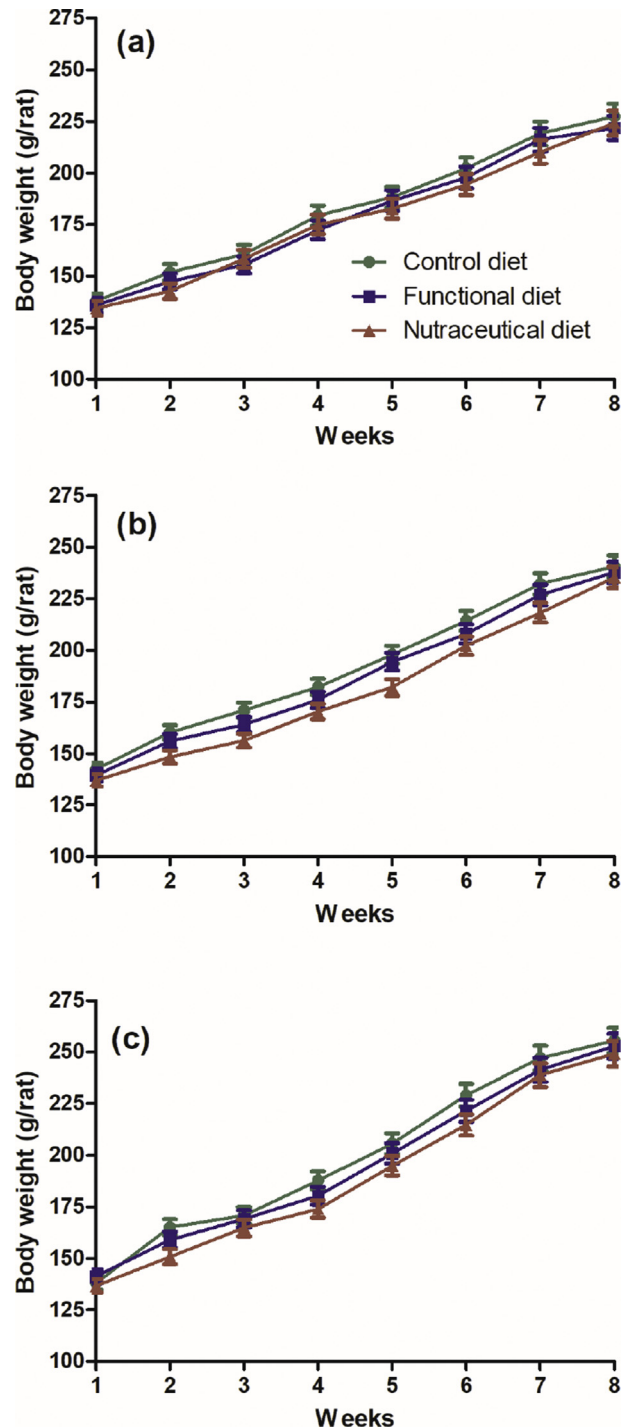 (a)
Body weight (g/rat)
275
250
225
200
175
150
125
100
Control diet
Functional diet
Nutraceutical diet
1 2 3 4 5 6 7 8
Weeks
(b)
Body weight (g/rat)
275
250
225
200
175
150
125
100
1 2 3 4 5 6 7 8
Weeks
(c)
Body weight (g/rat)
275
250
225
200
175
150
125
100
1 2 3 4 5 6 7 8
Weeks